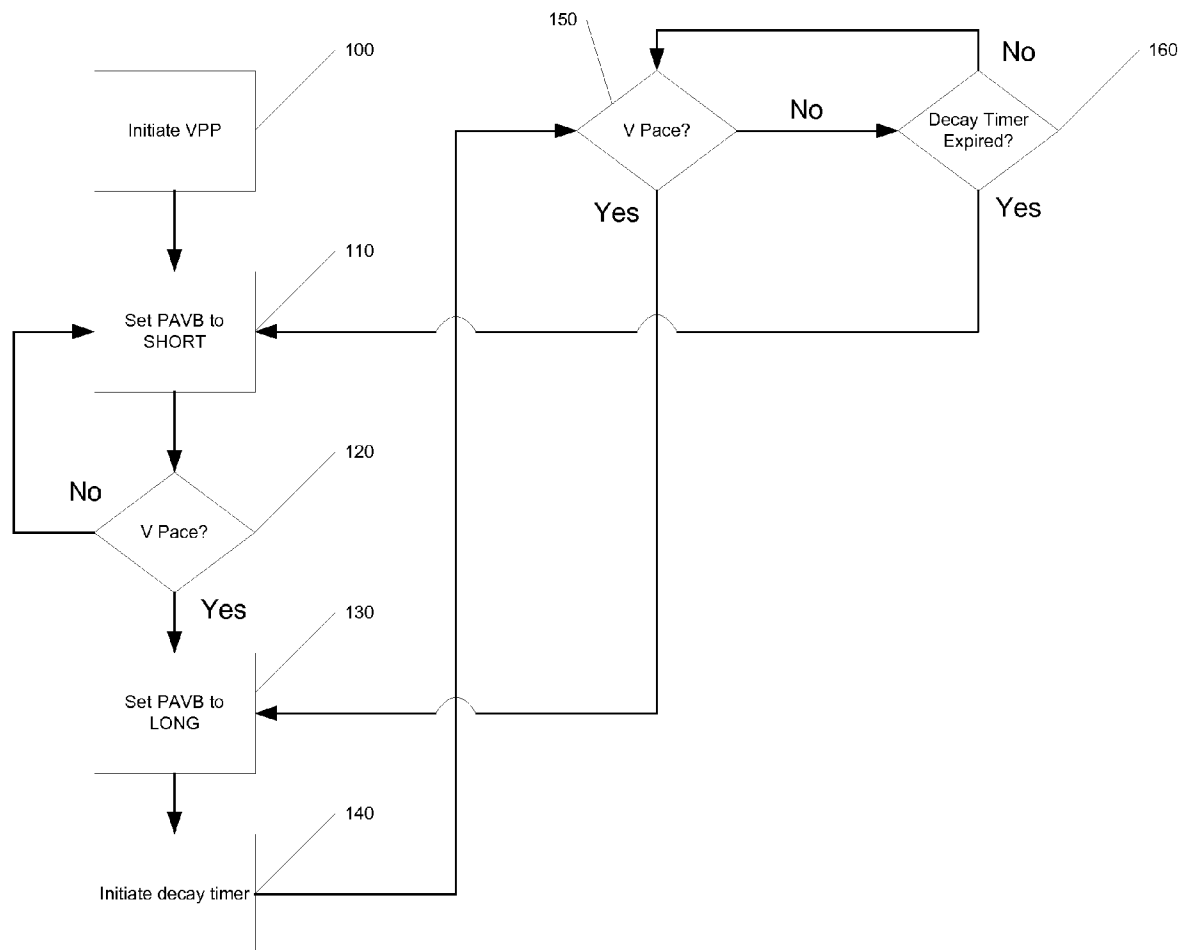 100
Initiate VPP
110
Set PAVB to
SHORT
120
No
V Pace?
Yes
130
Set PAVB to
LONG
140
Initiate decay timer
150
V Pace?
No
Yes
No
160
Decay Timer
Expired?
Yes